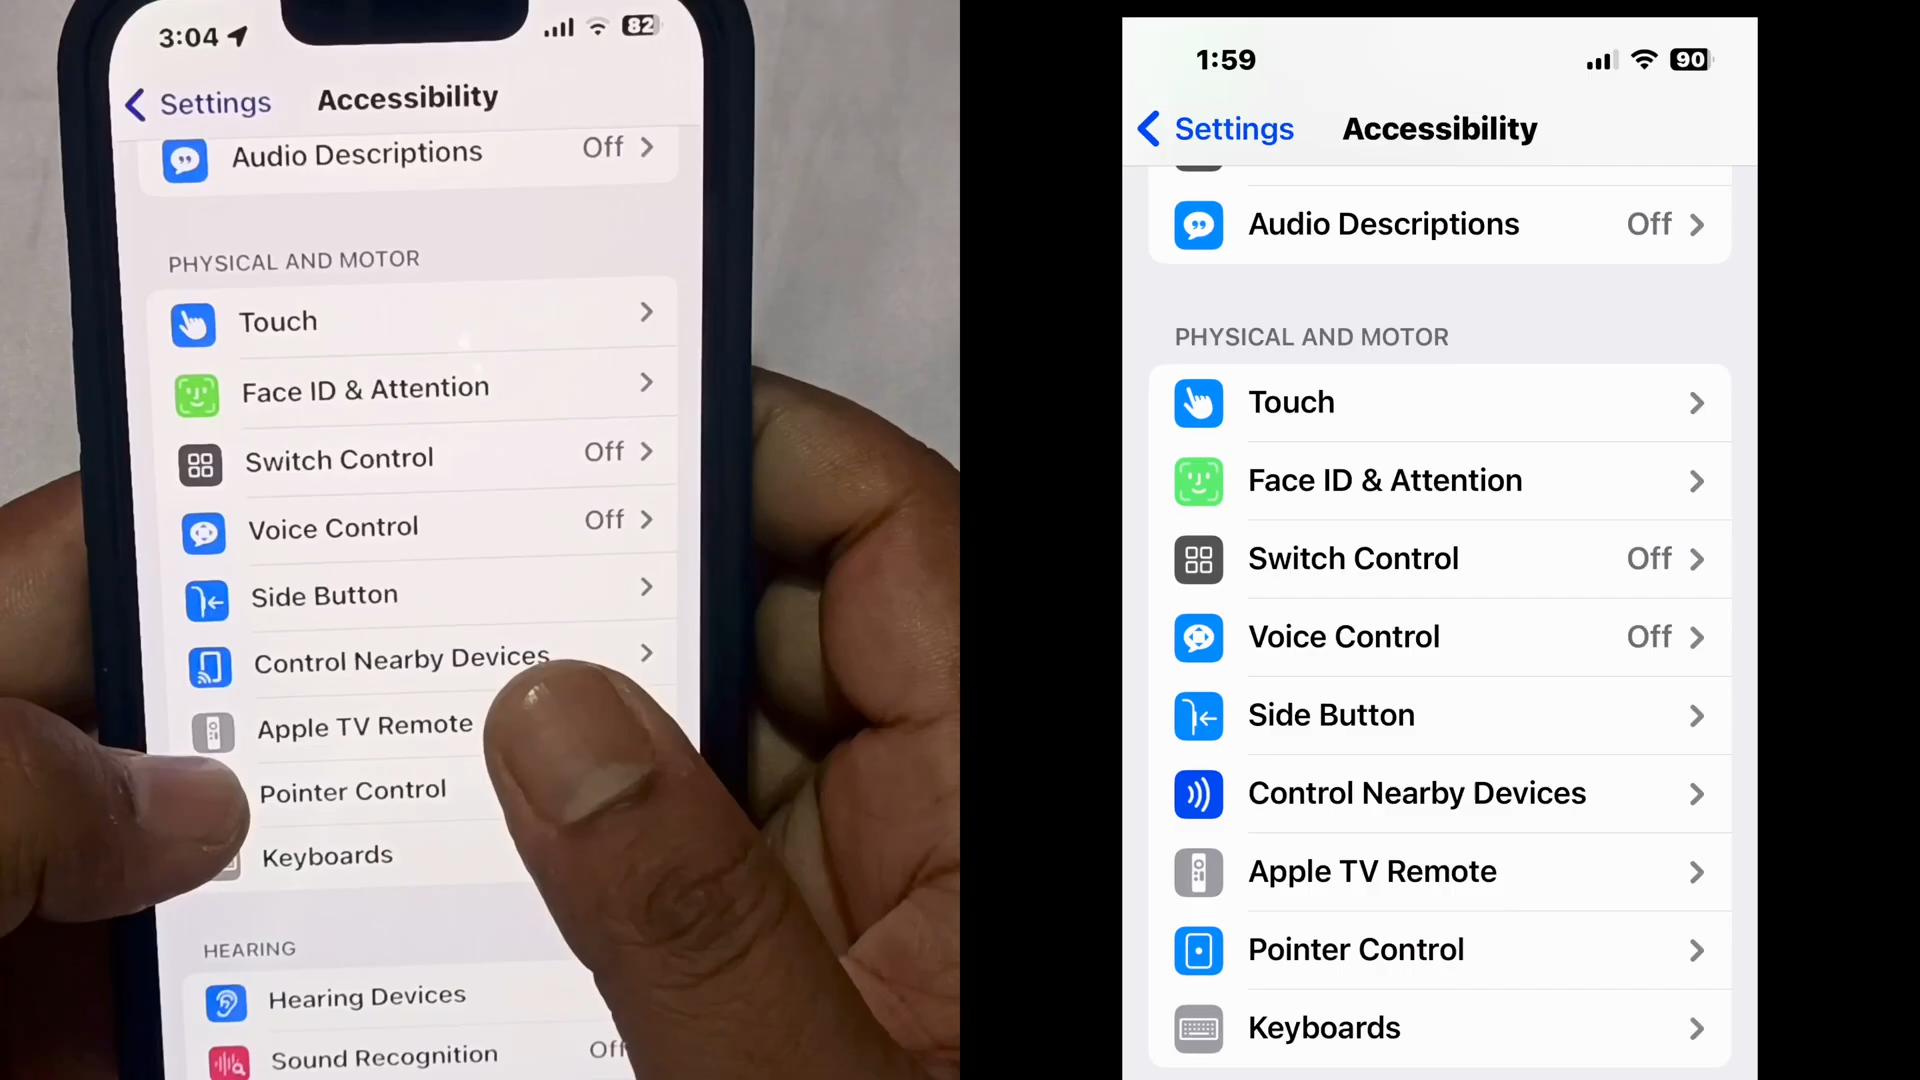 3:04
82
Settings
Accessibility
Audio Descriptions
Off
PHYSICAL AND MOTOR
Touch
Face ID & Attention
Switch Control
Off
Voice Control
Off
Side Button
Control Nearby Devices
Apple TV Remote
Pointer Control
Keyboards
HEARING
Hearing Devices
Sound Recognition
Off
1:59
90
Settings
Accessibility
Audio Descriptions
Off
PHYSICAL AND MOTOR
Touch
Face ID & Attention
Switch Control
Off
Voice Control
Off
Side Button
Control Nearby Devices
Apple TV Remote
Pointer Control
Keyboards